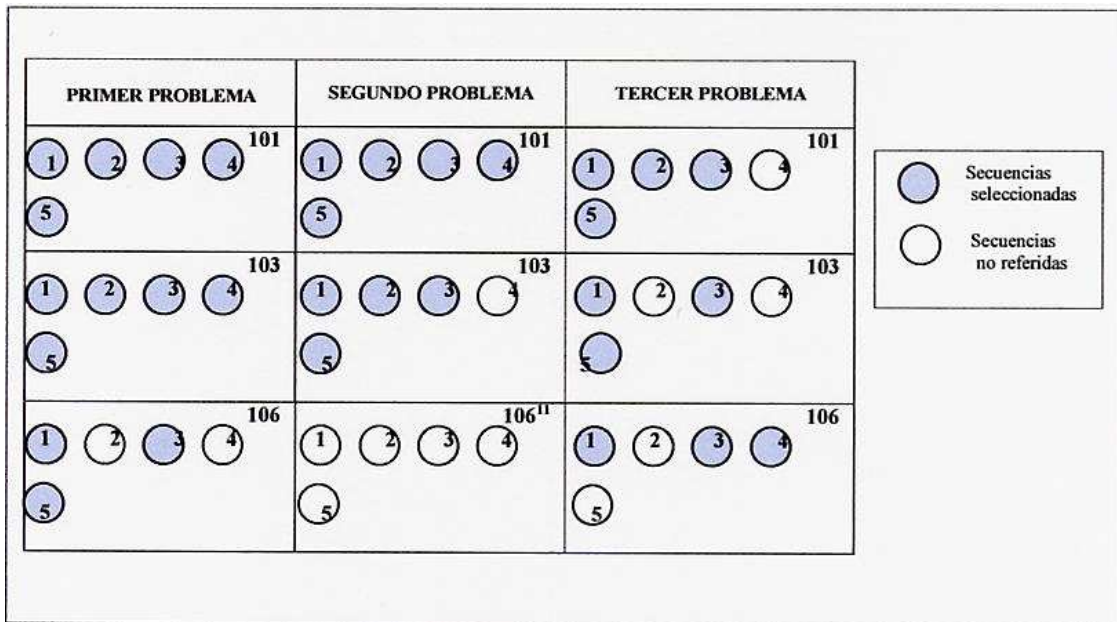 PRIMER PROBLEMA
SEGUNDO PROBLEMA
TERCER PROBLEMA
101
1 2 3 4
5
101
1 2 3 4
5
101
1 2 3 4
5
103
1 2 3 4
5
103
1 2 3 4
5
103
1 2 3 4
5
106
1 2 3 4
5
106¹¹
1 2 3 4
5
106
1 2 3 4
5
Secuencias
seleccionadas
Secuencias
no referidas